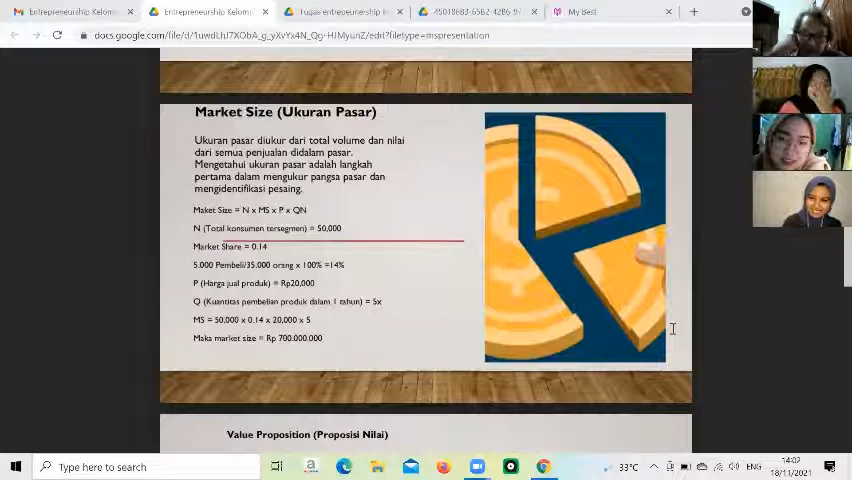 Entrepreneurship Kelom
Entrepreneurship Kelom
Tugas entrepeunership k
My Best
docs.google.com/file/d/1uwdLhJ7XObA_g_yXvYx4N_Qg-HJMyunZ/edit?filetype=mspresentation
Market Size (Ukuran Pasar)
Ukuran pasar diukur dari total volume dan nilai
dari semua penjualan didalam pasar.
Mengetahui ukuran pasar adalah langkah
pertama dalam mengukur pangsa pasar dan
mengidentifikasi pesaing.
Maket Size = N x MS x P x QN
N (Total konsumen tersegmen) = 50,000
Market Share = 0.14
5.000 Pembeli/35.000 orang x 100% =14%
P (Harga jual produk) = Rp20,000
Q (Kuantitas pembelian produk dalam 1 tahun) = 5x
MS = 50,000 x 0.14 x 20,000 x 5
Maka market size = Rp 700.000.000
Value Proposition (Proposisi Nilai)
Type here to search
33°C
ENG
14:02
18/11/2021